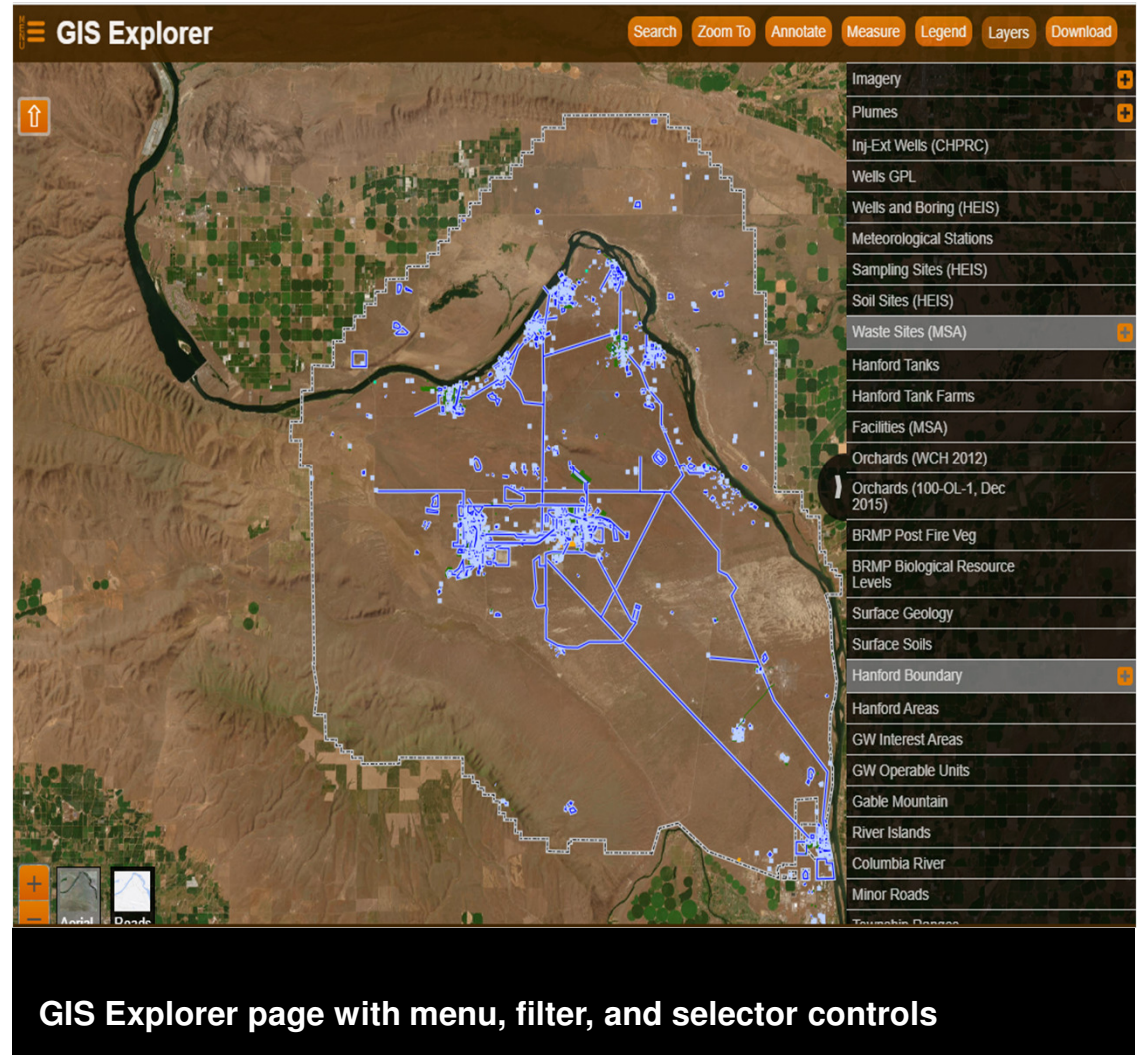 MENU
GIS Explorer
Search
Zoom To
Annotate
Measure
Legend
Layers
Download
Imagery
Plumes
Inj-Ext Wells (CHPRC)
Wells GPL
Wells and Boring (HEIS)
Meteorological Stations
Sampling Sites (HEIS)
Soil Sites (HEIS)
Waste Sites (MSA)
Hanford Tanks
Hanford Tank Farms
Facilities (MSA)
Orchards (WCH 2012)
Orchards (100-OL-1, Dec
2015)
BRMP Post Fire Veg
BRMP Biological Resource
Levels
Surface Geology
Surface Soils
Hanford Boundary
Hanford Areas
GW Interest Areas
GW Operable Units
Gable Mountain
River Islands
Columbia River
Minor Roads
Township Ranges
Aerial
Roads
GIS Explorer page with menu, filter, and selector controls